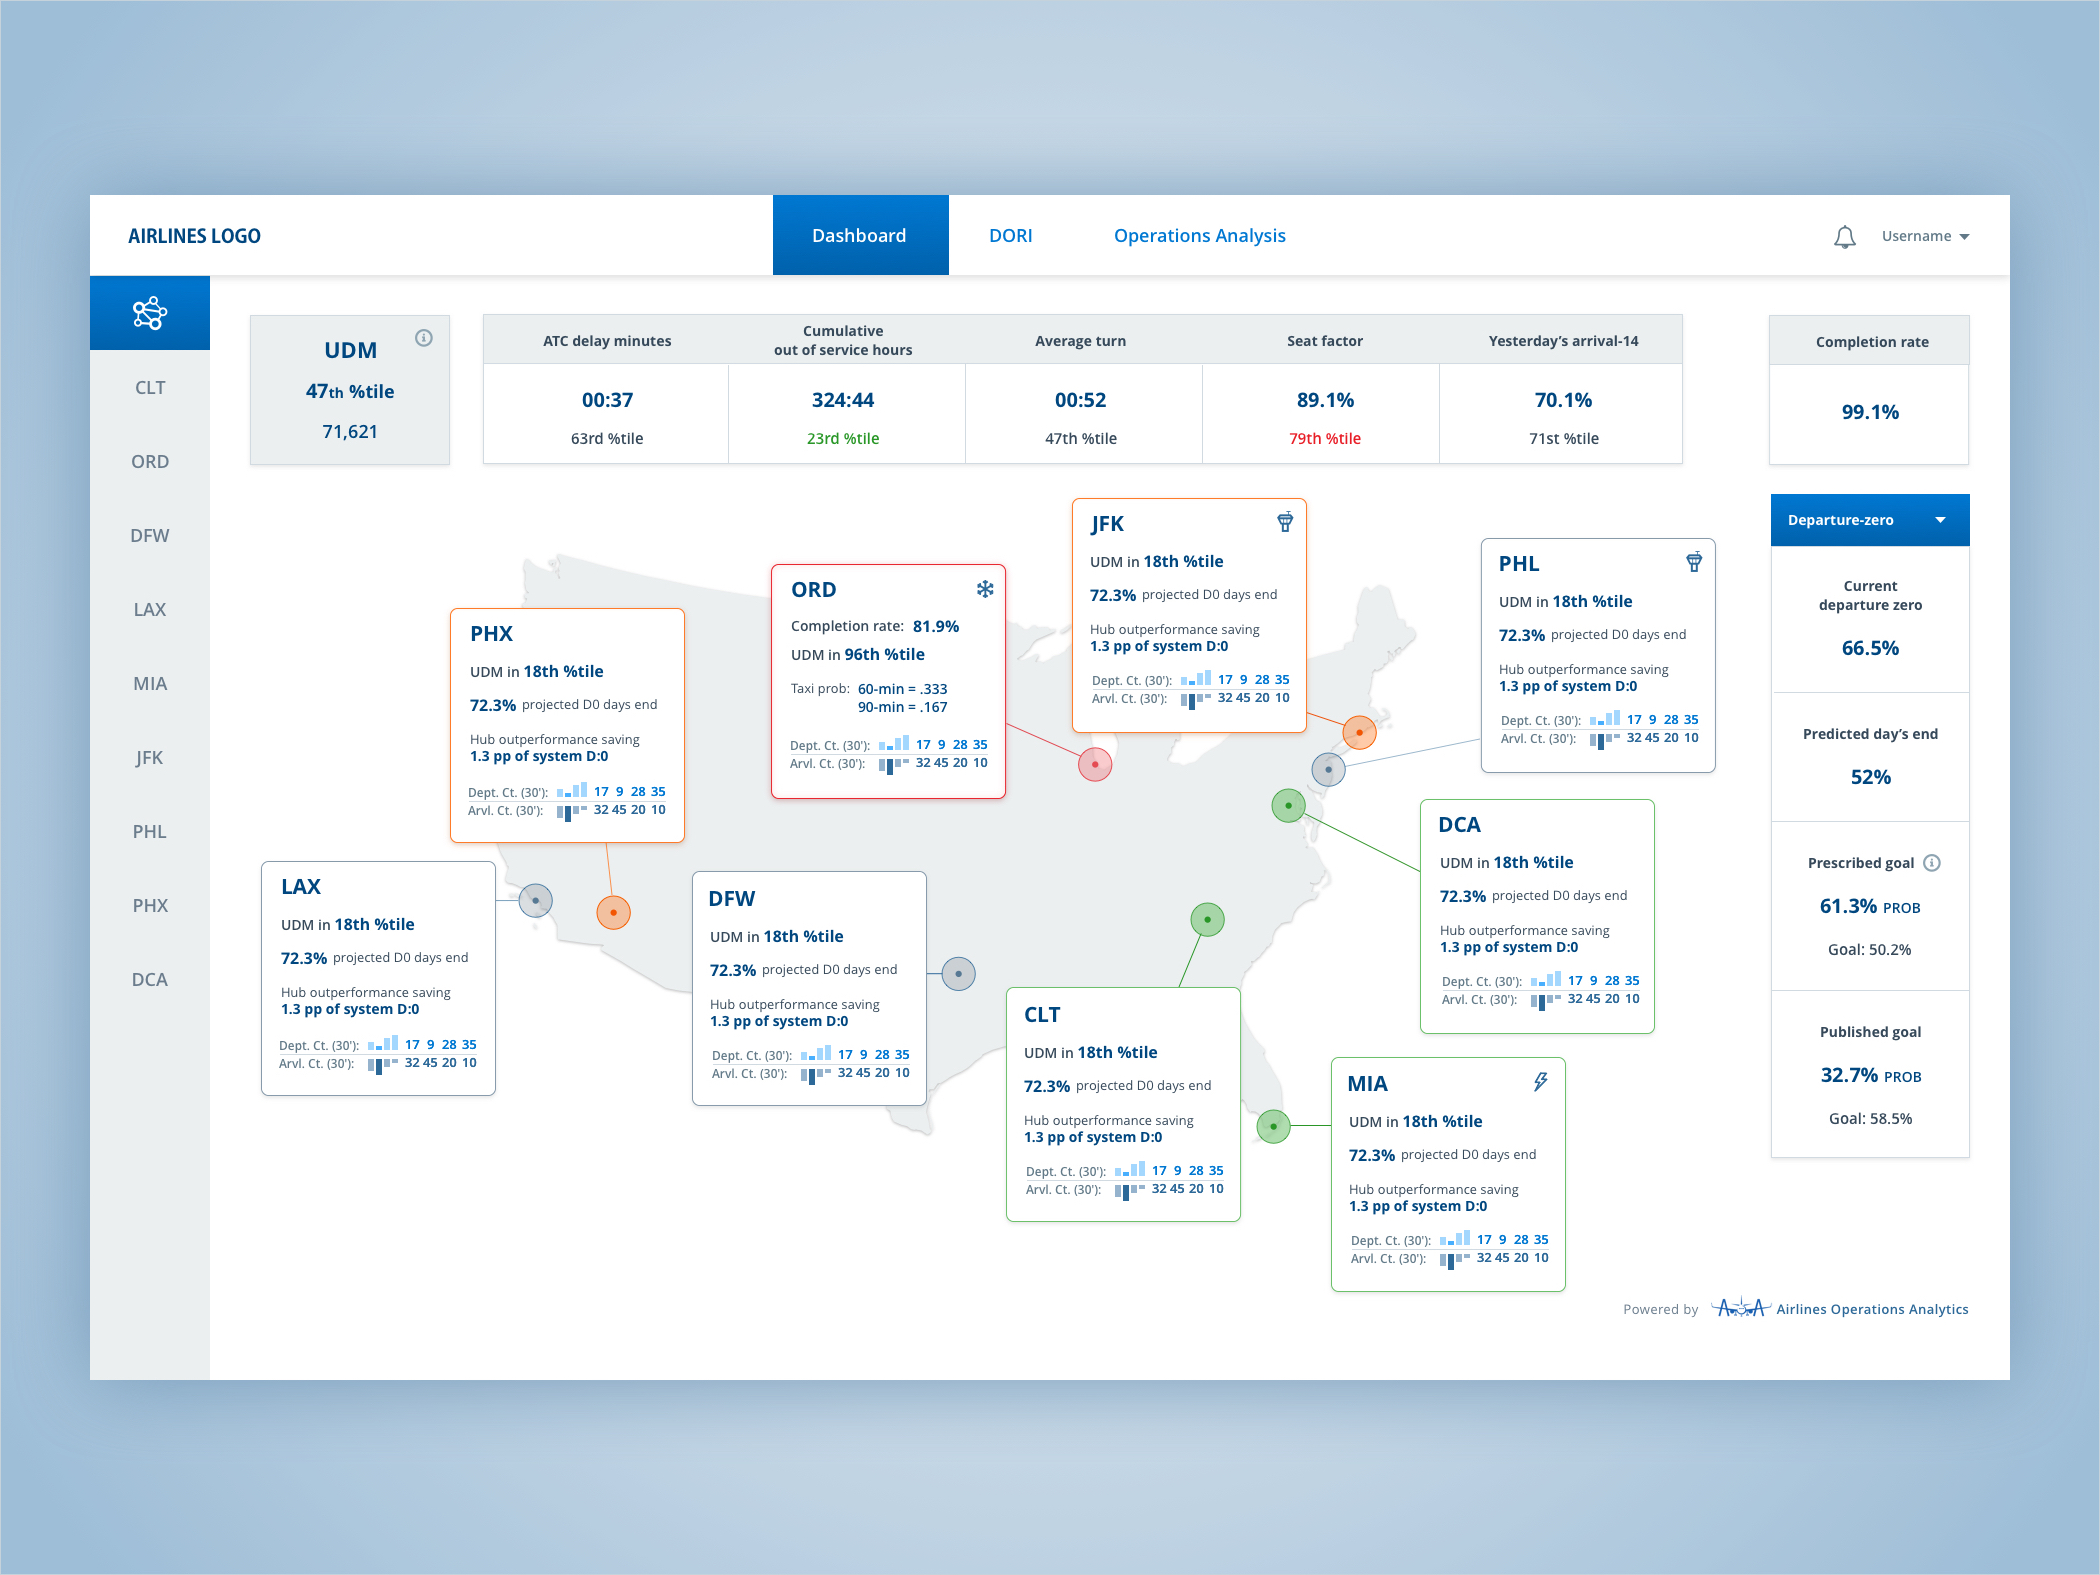 AIRLINES LOGO
Dashboard
DORI
Operations Analysis
Username
CLT
ORD
DFW
LAX
MIA
JFK
PHL
PHX
DCA
UDM
47th %tile
71,621
ATC delay minutes
00:37
63rd %tile
Cumulative
out of service hours
324:44
23rd %tile
Average turn
00:52
47th %tile
Seat factor
89.1%
79th %tile
Yesterday's arrival-14
70.1%
71st %tile
Completion rate
99.1%
Departure-zero
Current
departure zero
66.5%
Predicted day's end
52%
Prescribed goal
61.3% PROB
Goal: 50.2%
Published goal
32.7% PROB
Goal: 58.5%
JFK
UDM in 18th %tile
72.3% projected D0 days end
Hub outperformance saving
1.3 pp of system D:0
Dept. Ct. (30'): 17 9 28 35
Arvl. Ct. (30'): 32 45 20 10
PHL
UDM in 18th %tile
72.3% projected D0 days end
Hub outperformance saving
1.3 pp of system D:0
Dept. Ct. (30'): 17 9 28 35
Arvl. Ct. (30'): 32 45 20 10
ORD
Completion rate: 81.9%
UDM in 96th %tile
Taxi prob: 60-min = .333
90-min = .167
Dept. Ct. (30'): 17 9 28 35
Arvl. Ct. (30'): 32 45 20 10
PHX
UDM in 18th %tile
72.3% projected D0 days end
Hub outperformance saving
1.3 pp of system D:0
Dept. Ct. (30'): 17 9 28 35
Arvl. Ct. (30'): 32 45 20 10
DCA
UDM in 18th %tile
72.3% projected D0 days end
Hub outperformance saving
1.3 pp of system D:0
Dept. Ct. (30'): 17 9 28 35
Arvl. Ct. (30'): 32 45 20 10
LAX
UDM in 18th %tile
72.3% projected D0 days end
Hub outperformance saving
1.3 pp of system D:0
Dept. Ct. (30'): 17 9 28 35
Arvl. Ct. (30'): 32 45 20 10
DFW
UDM in 18th %tile
72.3% projected D0 days end
Hub outperformance saving
1.3 pp of system D:0
Dept. Ct. (30'): 17 9 28 35
Arvl. Ct. (30'): 32 45 20 10
CLT
UDM in 18th %tile
72.3% projected D0 days end
Hub outperformance saving
1.3 pp of system D:0
Dept. Ct. (30'): 17 9 28 35
Arvl. Ct. (30'): 32 45 20 10
MIA
UDM in 18th %tile
72.3% projected D0 days end
Hub outperformance saving
1.3 pp of system D:0
Dept. Ct. (30'): 17 9 28 35
Arvl. Ct. (30'): 32 45 20 10
Powered by AOA Airlines Operations Analytics